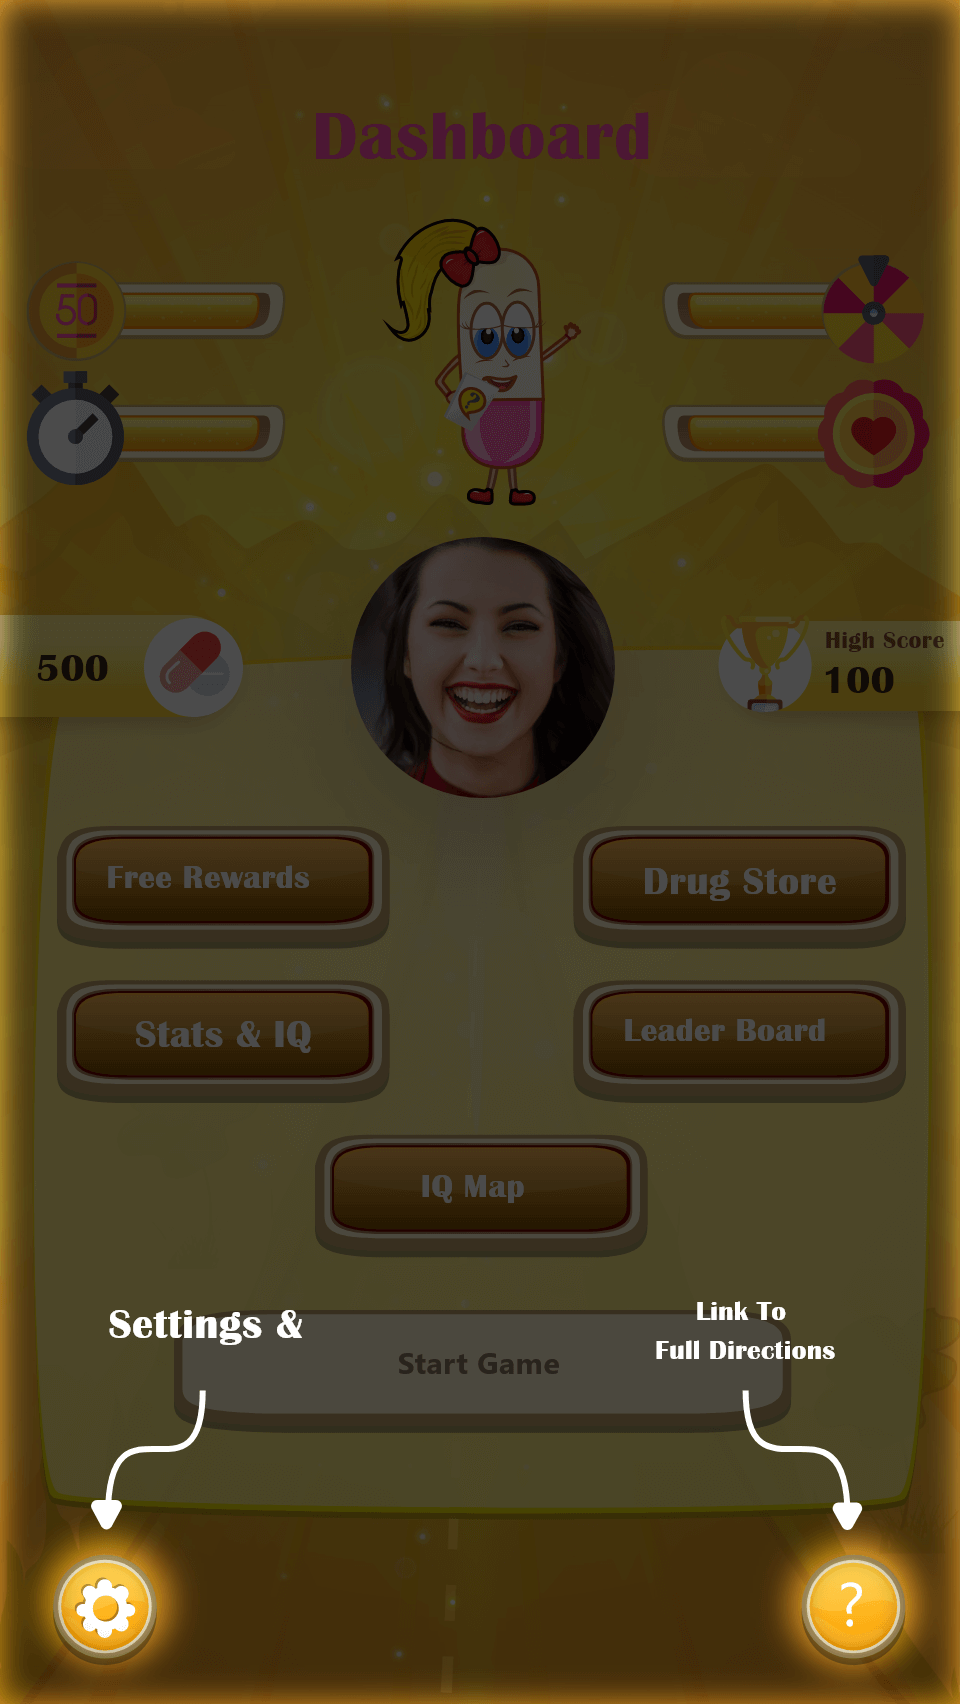 Dashboard
50
?
500
High Score
100
Free Rewards
Drug Store
Stats & IQ
Leader Board
IQ Map
Settings &
Link To
Full Directions
Start Game
?